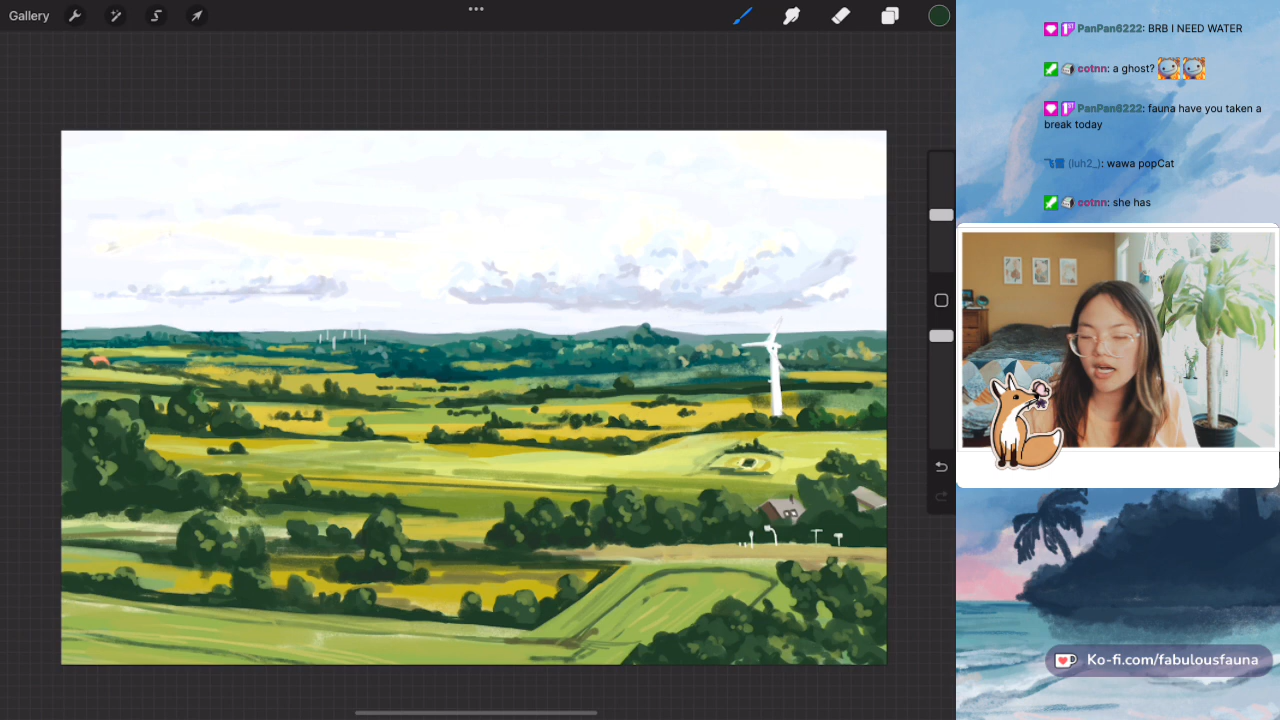 Gallery
PanPan6222: BRB I NEED WATER
cotnn: a ghost?
PanPan6222: fauna have you taken a
break today
(luh2_): wawa popCat
cotnn: she has
Ko-fi.com/fabulousfauna